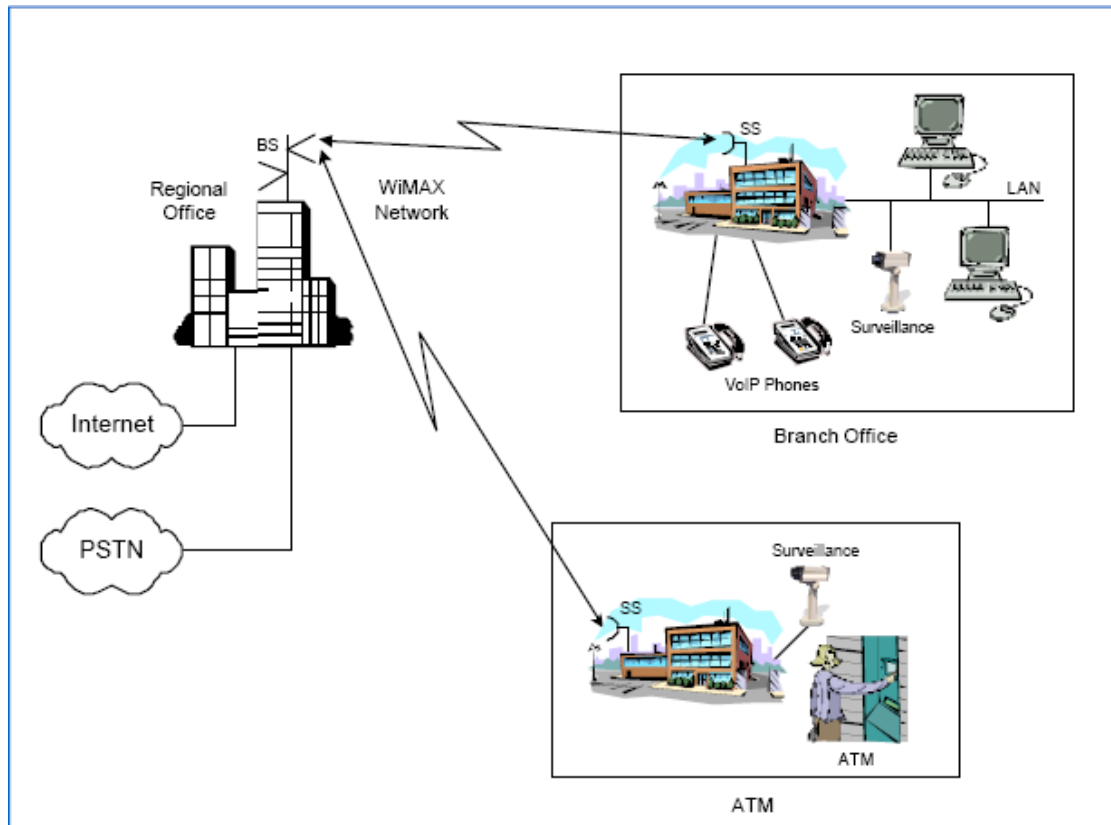 BS
Regional
Office
WiMAX
Network
SS
LAN
Surveillance
VoIP Phones
Branch Office
Internet
PSTN
Surveillance
SS
ATM
ATM